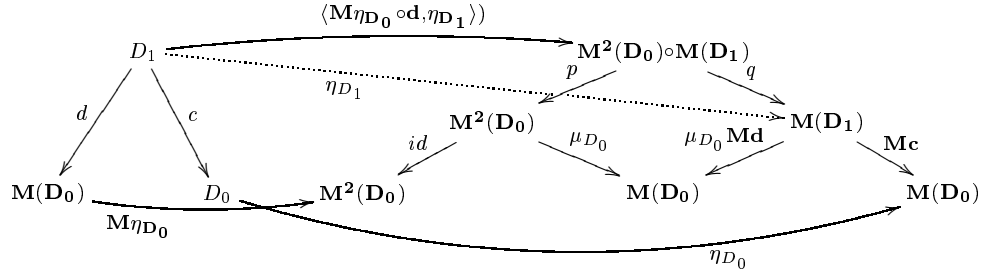 ⟨Mη_{D_0} ∘d,η_{D_1}⟩)
D_1 M^2(D_0)∘M(D_1)
p q
η_{D_1}
d c M^2(D_0) M(D_1)
id μ_{D_0} μ_{D_0} Md Mc
M(D_0) D_0 M^2(D_0) M(D_0) M(D_0)
Mη_{D_0}
η_{D_0}